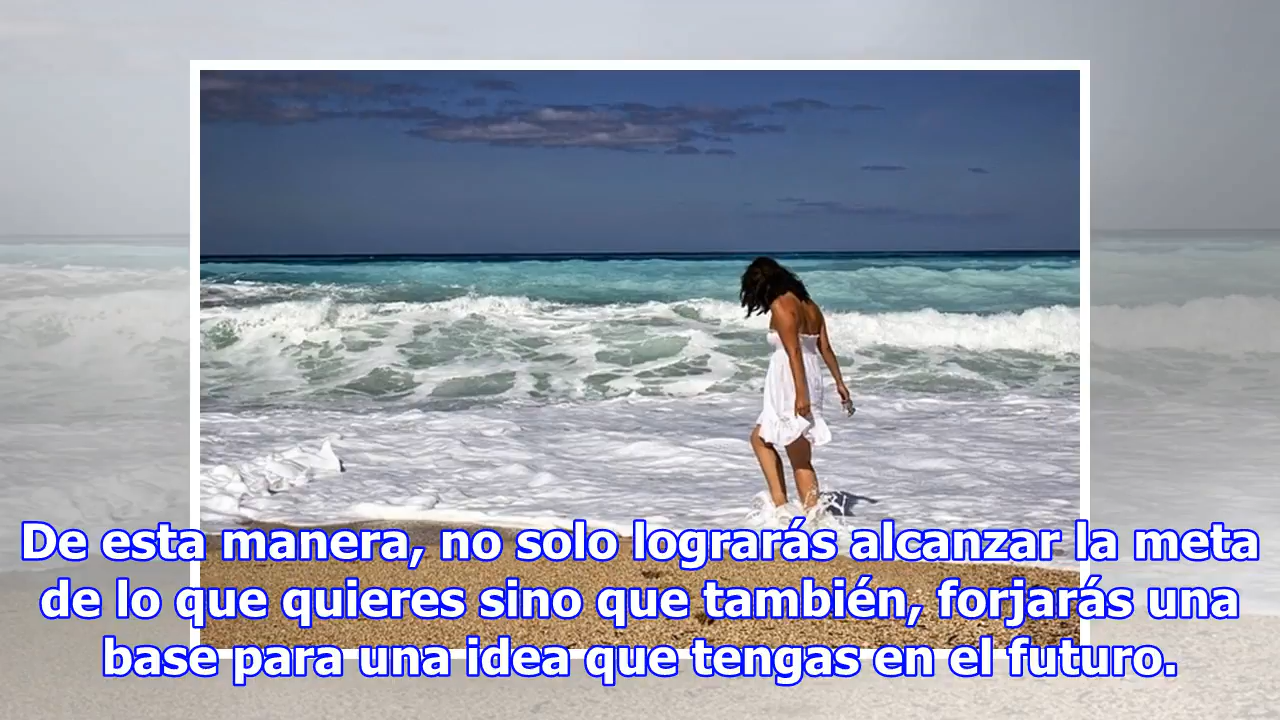 De esta manera, no solo lograrás alcanzar la meta
de lo que quieres sino que también, forjarás una
base para una idea que tengas en el futuro.